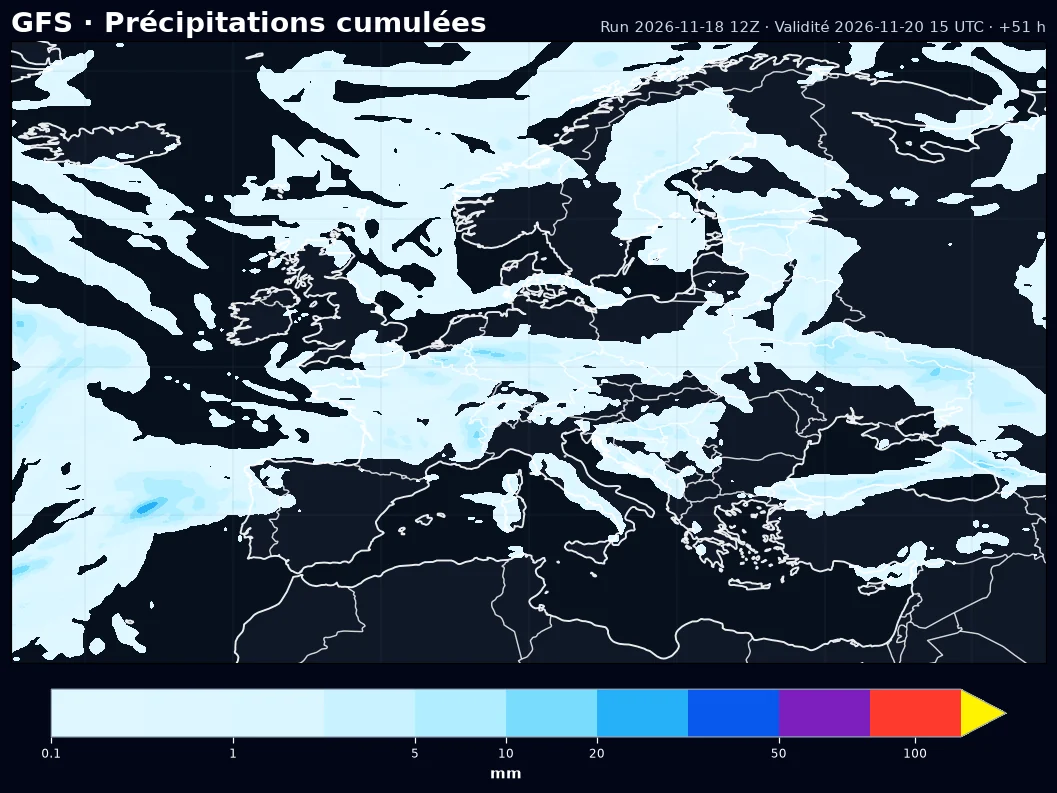 GFS · Précipitations cumulées
Run 2026-11-18 12Z · Validité 2026-11-20 15 UTC · +51 h
0.1 1 5 10 20 50 100
mm